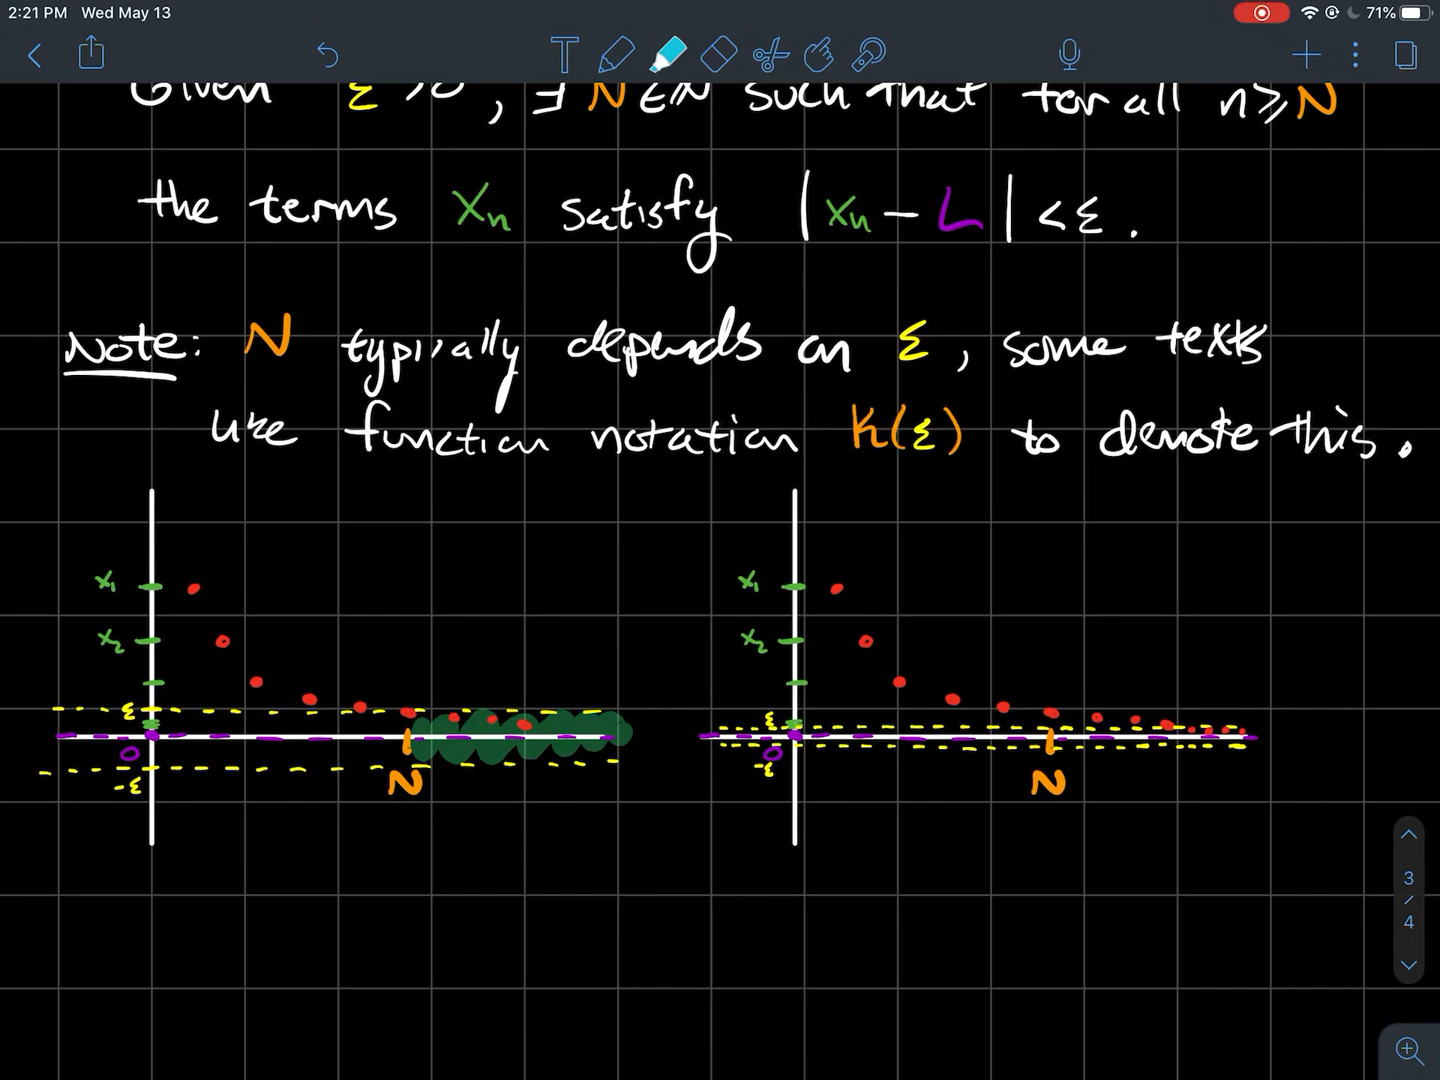 2:21 PM Wed May 13 71%
Given ε > 0, ∃ N ∈ ℕ such that for all n ≥ N
the terms xₙ satisfy |xₙ − L| < ε.
Note: N typically depends on ε, some texts
use function notation K(ε) to denote this.
x₁ x₁
x₂ x₂
ε ε
0 0
-ε -ε
N N
3
/
4